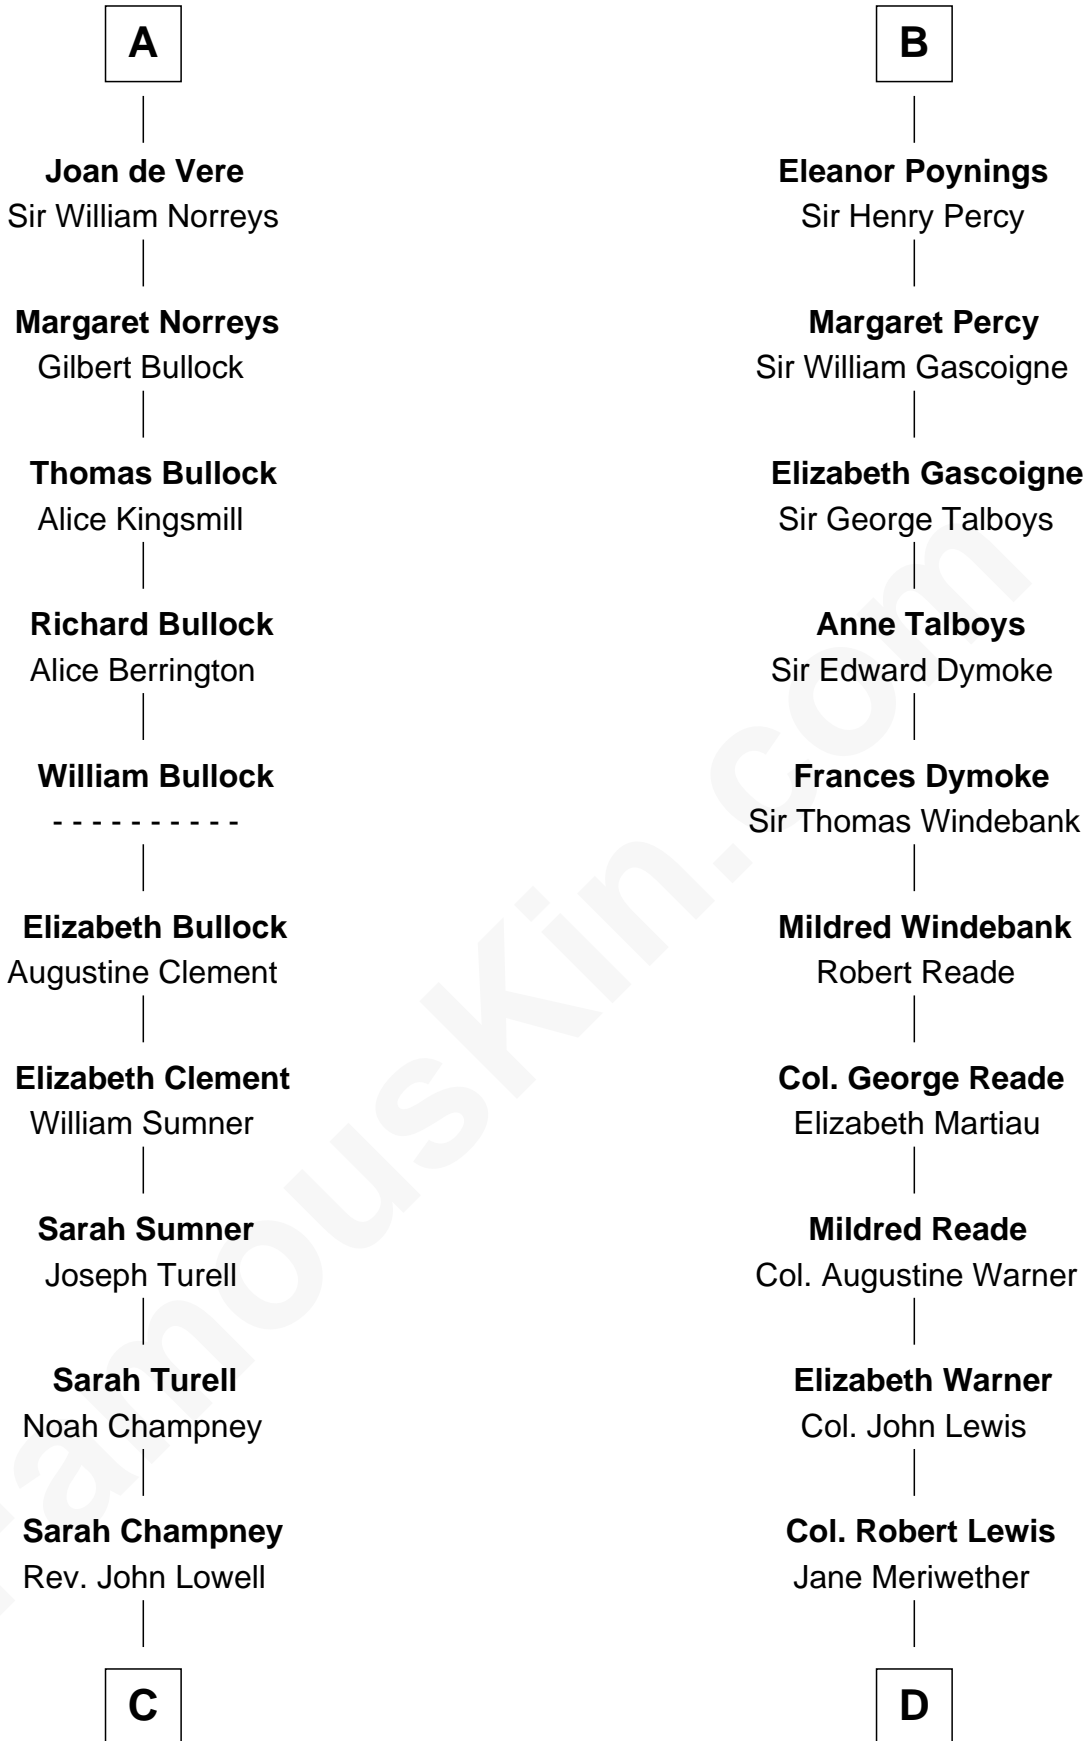 A
Joan de Vere
Sir William Norreys
Margaret Norreys
Gilbert Bullock
Thomas Bullock
Alice Kingsmill
Richard Bullock
Alice Berrington
William Bullock
- - - - - - - - - -
Elizabeth Bullock
Augustine Clement
Elizabeth Clement
William Sumner
Sarah Sumner
Joseph Turell
Sarah Turell
Noah Champney
Sarah Champney
Rev. John Lowell
C
B
Eleanor Poynings
Sir Henry Percy
Margaret Percy
Sir William Gascoigne
Elizabeth Gascoigne
Sir George Talboys
Anne Talboys
Sir Edward Dymoke
Frances Dymoke
Sir Thomas Windebank
Mildred Windebank
Robert Reade
Col. George Reade
Elizabeth Martiau
Mildred Reade
Col. Augustine Warner
Elizabeth Warner
Col. John Lewis
Col. Robert Lewis
Jane Meriwether
D
FamousKin.com